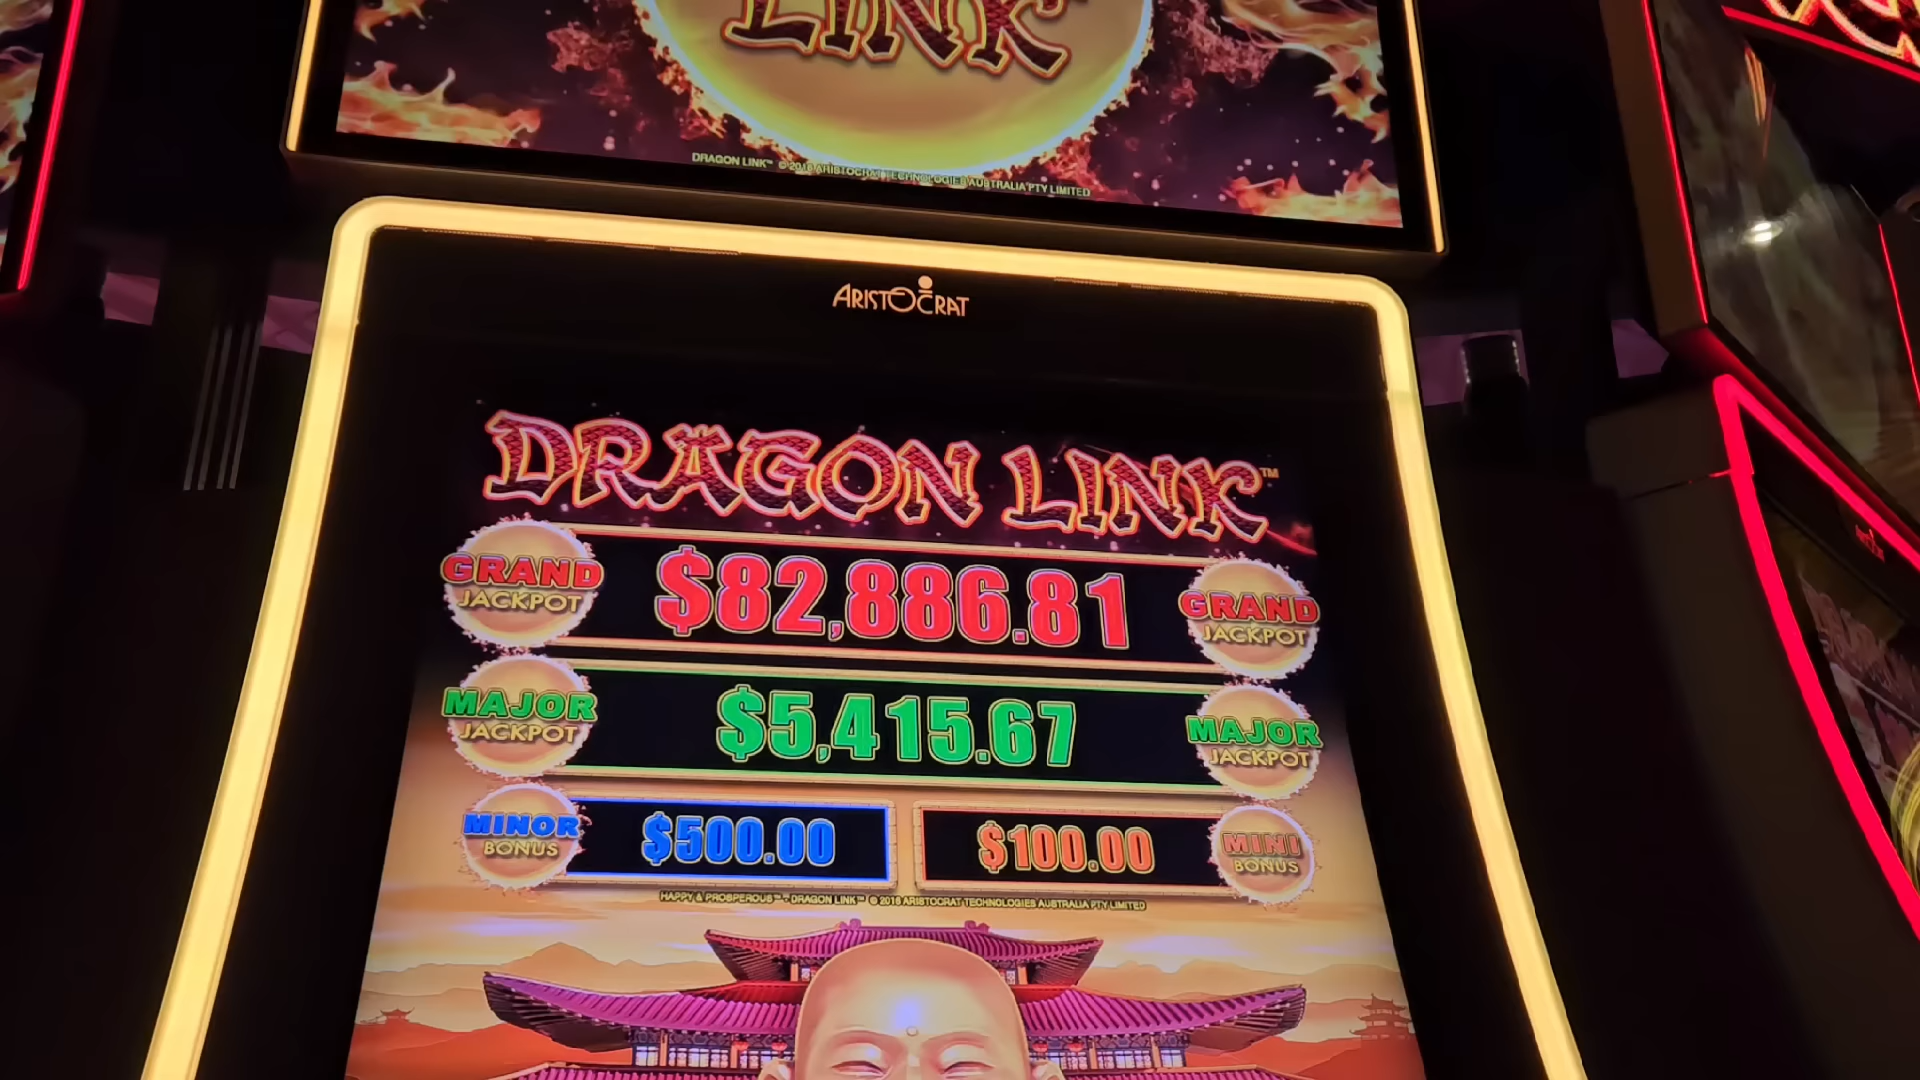 LINK
DRAGON LINK™ © 2016 ARISTOCRAT TECHNOLOGIES AUSTRALIA PTY LIMITED
ARISTOCRAT
DRAGON LINK™
GRAND JACKPOT
$82,886.81
GRAND JACKPOT
MAJOR JACKPOT
$5,415.67
MAJOR JACKPOT
MINOR BONUS
$500.00
$100.00
MINI BONUS
HAPPY & PROSPEROUS™ - DRAGON LINK™ © 2016 ARISTOCRAT TECHNOLOGIES AUSTRALIA PTY LIMITED